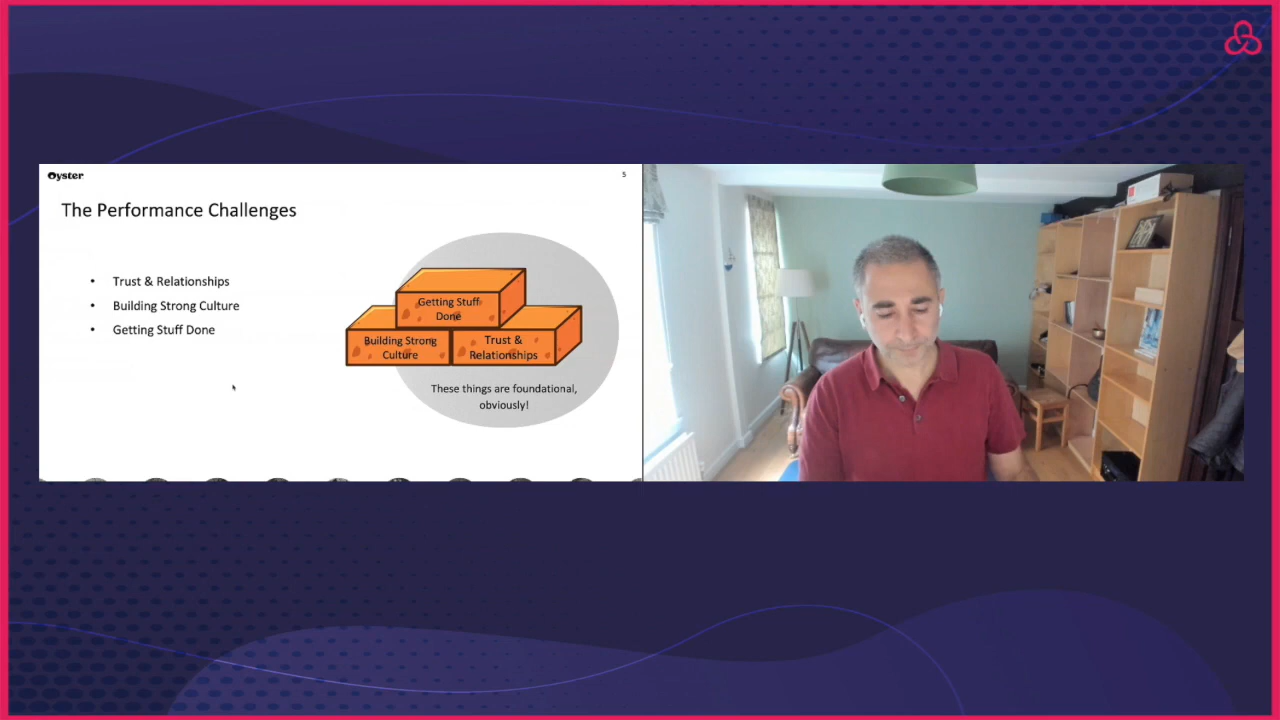 Oyster
5
The Performance Challenges
• Trust & Relationships
• Building Strong Culture
• Getting Stuff Done
Getting Stuff
Done
Building Strong
Culture
Trust &
Relationships
These things are foundational,
obviously!